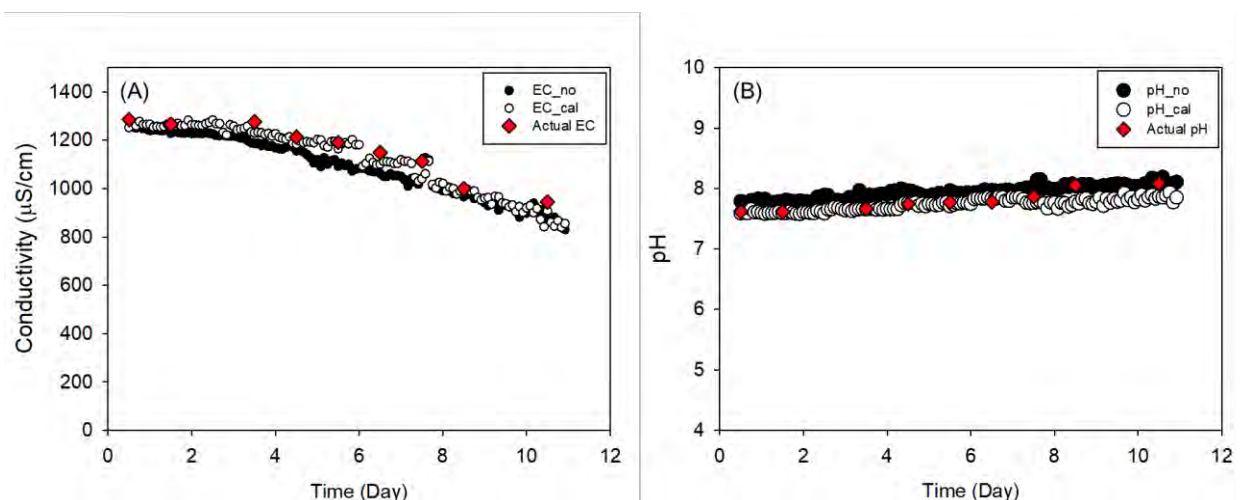 (A)
EC_no
EC_cal
Actual EC
1400
1200
1000
800
600
400
200
0
0 2 4 6 8 10 12
Conductivity (µS/cm)
Time (Day)
(B)
pH_no
pH_cal
Actual pH
10
9
8
7
6
5
4
0 2 4 6 8 10 12
pH
Time (Day)